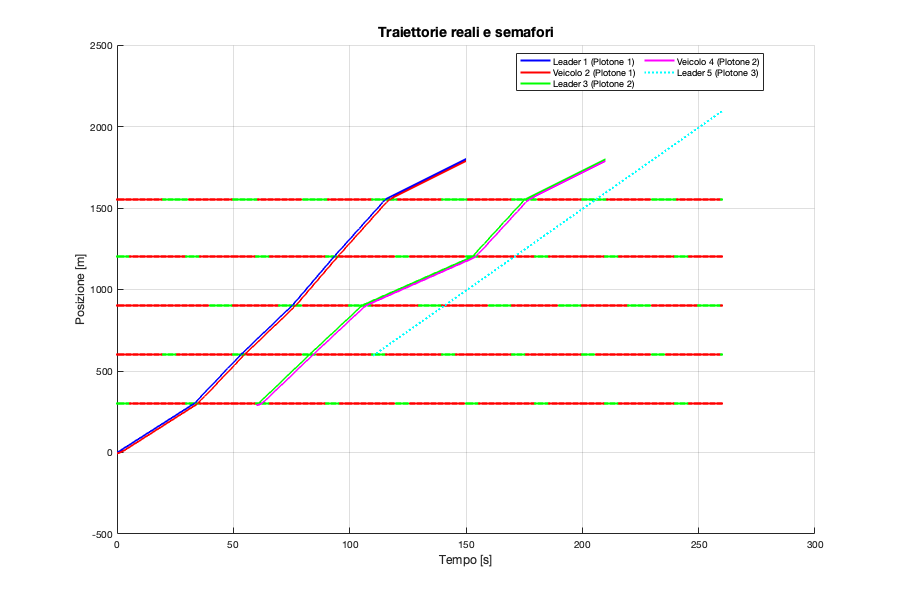 Traiettorie reali e semafori
2500
2000
1500
1000
500
0
-500
Posizione [m]
Leader 1 (Plotone 1)
Veicolo 2 (Plotone 1)
Leader 3 (Plotone 2)
Veicolo 4 (Plotone 2)
Leader 5 (Plotone 3)
0 50 100 150 200 250 300
Tempo [s]